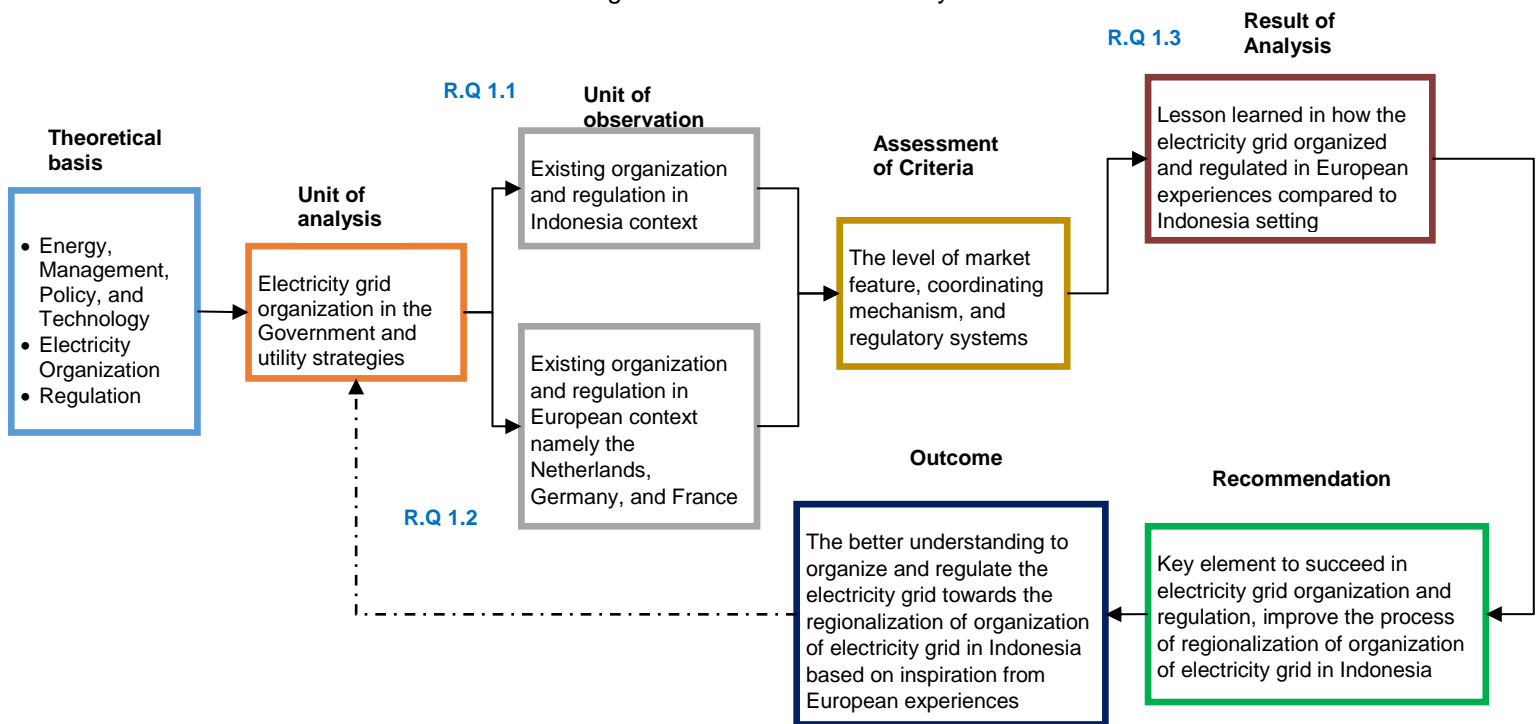 Theoretical
basis
• Energy,
Management,
Policy, and
Technology
• Electricity
Organization
• Regulation
Unit of
analysis
Electricity grid
organization in the
Government and
utility strategies
R.Q 1.1
Unit of
observation
Existing organization
and regulation in
Indonesia context
R.Q 1.2
Existing organization
and regulation in
European context
namely the
Netherlands,
Germany, and France
Assessment
of Criteria
The level of market
feature, coordinating
mechanism, and
regulatory systems
R.Q 1.3
Result of
Analysis
Lesson learned in how the
electricity grid organized
and regulated in European
experiences compared to
Indonesia setting
Recommendation
Key element to succeed in
electricity grid organization and
regulation, improve the process
of regionalization of organization
of electricity grid in Indonesia
Outcome
The better understanding to
organize and regulate the
electricity grid towards the
regionalization of organization
of electricity grid in Indonesia
based on inspiration from
European experiences